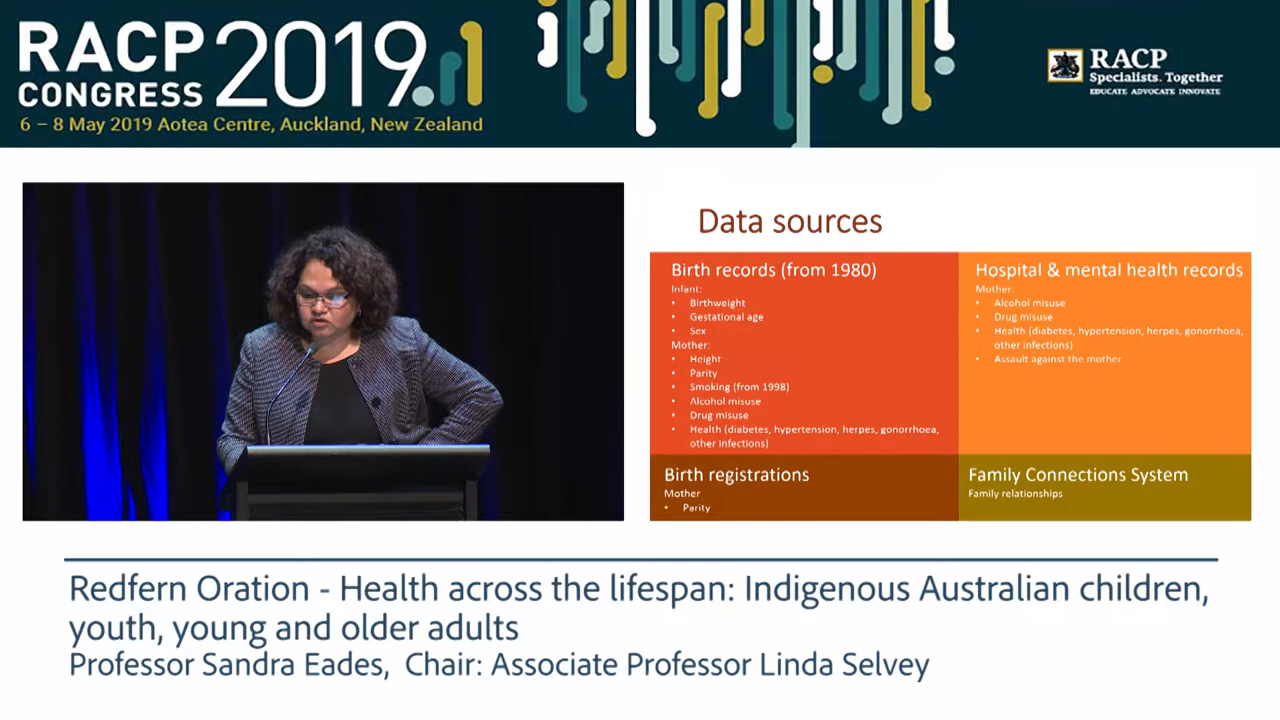 RACP
CONGRESS
2019
6 – 8 May 2019 Aotea Centre, Auckland, New Zealand
RACP
Specialists. Together
EDUCATE ADVOCATE INNOVATE
Data sources
Birth records (from 1980)
Infant:
• Birthweight
• Gestational age
• Sex
Mother:
• Height
• Parity
• Smoking (from 1998)
• Alcohol misuse
• Drug misuse
• Health (diabetes, hypertension, herpes, gonorrhoea,
other infections)
Hospital & mental health records
Mother:
• Alcohol misuse
• Drug misuse
• Health (diabetes, hypertension, herpes, gonorrhoea,
other infections)
• Assault against the mother
Birth registrations
Mother
• Parity
Family Connections System
Family relationships
Redfern Oration - Health across the lifespan: Indigenous Australian children,
youth, young and older adults
Professor Sandra Eades, Chair: Associate Professor Linda Selvey